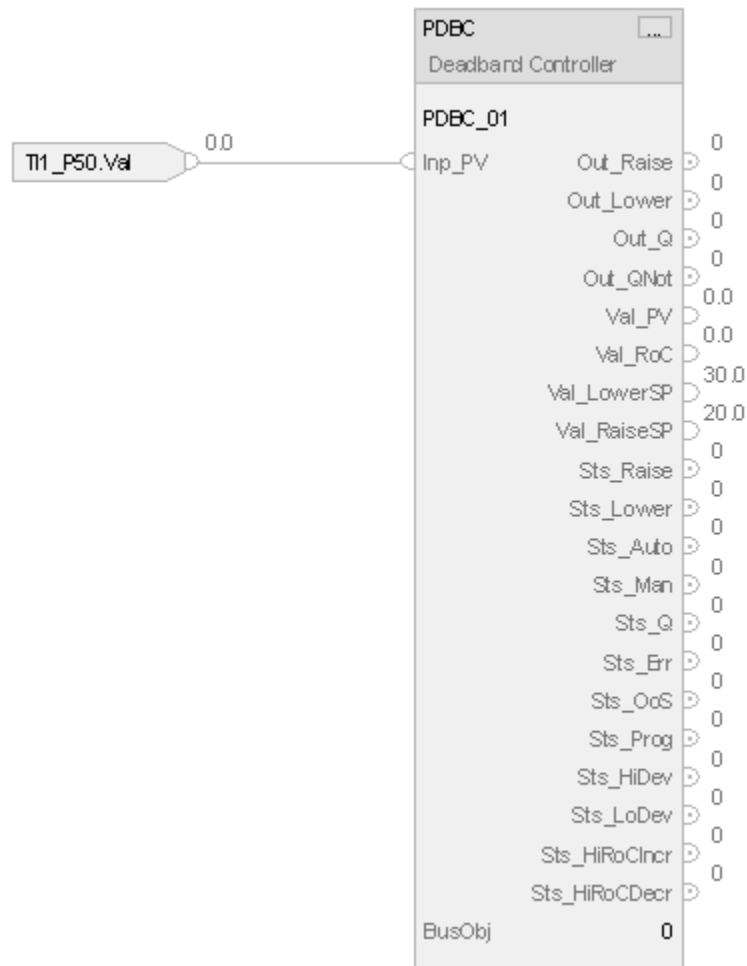 PDBC ...
Deadband Controller
PDBC_01
TI1_P50.Val 0.0 Inp_PV Out_Raise 0
Out_Lower 0
Out_Q 0
Out_QNot 0
Val_PV 0.0
Val_RoC 0.0
Val_LowerSP 30.0
Val_RaiseSP 20.0
Sts_Raise 0
Sts_Lower 0
Sts_Auto 0
Sts_Man 0
Sts_Q 0
Sts_Err 0
Sts_OoS 0
Sts_Prog 0
Sts_HiDev 0
Sts_LoDev 0
Sts_HiRoCIncr 0
Sts_HiRoCDecr 0
BusObj 0